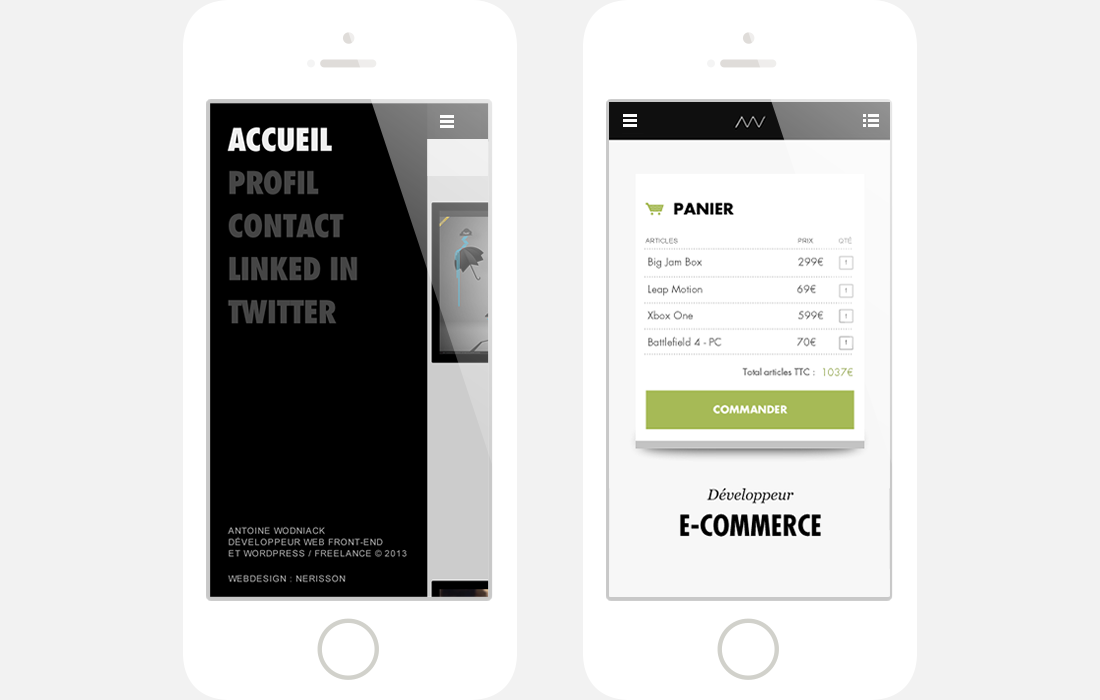 ACCUEIL
PROFIL
CONTACT
LINKED IN
TWITTER
ANTOINE WODNIACK
DÉVELOPPEUR WEB FRONT-END
ET WORDPRESS / FREELANCE © 2013
WEBDESIGN : NERISSON
PANIER
ARTICLES PRIX QTÉ
Big Jam Box 299€ 1
Leap Motion 69€ 1
Xbox One 599€ 1
Battlefield 4 - PC 70€ 1
Total articles TTC : 1037€
COMMANDER
Développeur
E-COMMERCE